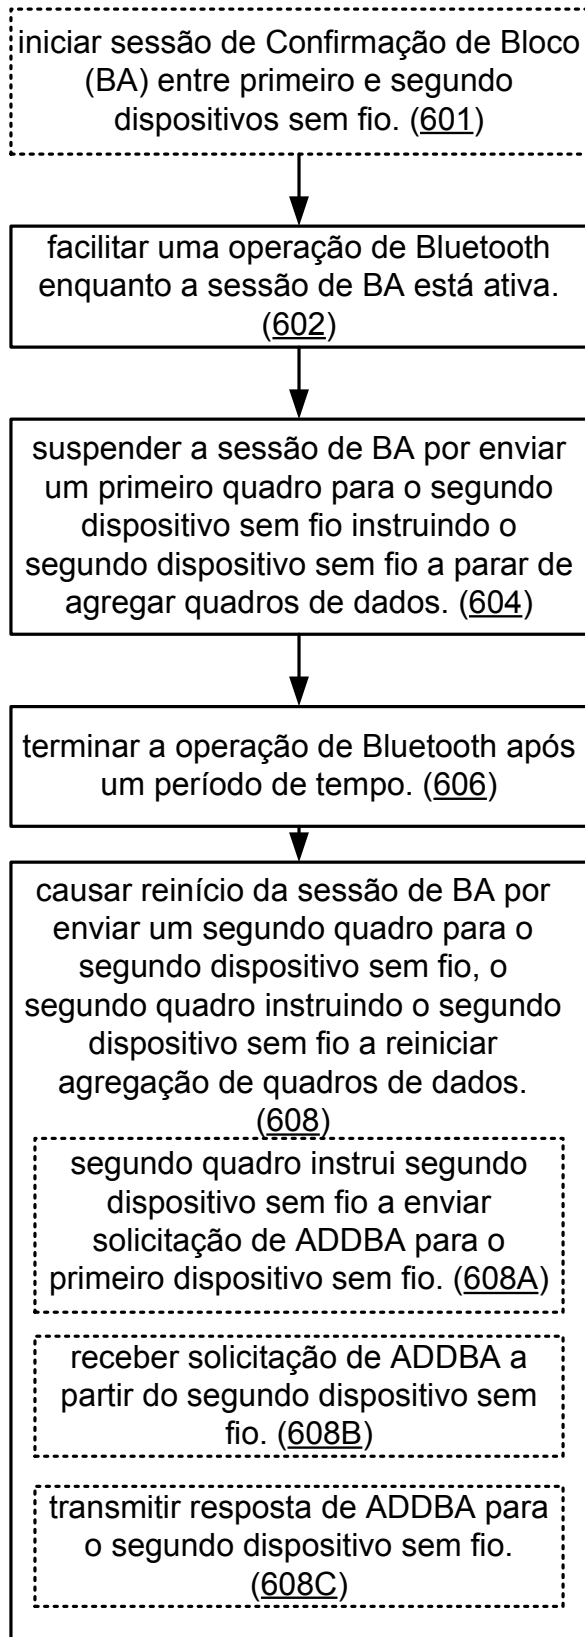 iniciar sessão de Confirmação de Bloco
(BA) entre primeiro e segundo
dispositivos sem fio. (601)
facilitar uma operação de Bluetooth
enquanto a sessão de BA está ativa.
(602)
suspender a sessão de BA por enviar
um primeiro quadro para o segundo
dispositivo sem fio instruindo o
segundo dispositivo sem fio a parar de
agregar quadros de dados. (604)
terminar a operação de Bluetooth após
um período de tempo. (606)
causar reinício da sessão de BA por
enviar um segundo quadro para o
segundo dispositivo sem fio, o
segundo quadro instruindo o segundo
dispositivo sem fio a reiniciar
agregação de quadros de dados.
(608)
segundo quadro instrui segundo
dispositivo sem fio a enviar
solicitação de ADDBA para o
primeiro dispositivo sem fio. (608A)
receber solicitação de ADDBA a
partir do segundo dispositivo sem
fio. (608B)
transmitir resposta de ADDBA para
o segundo dispositivo sem fio.
(608C)